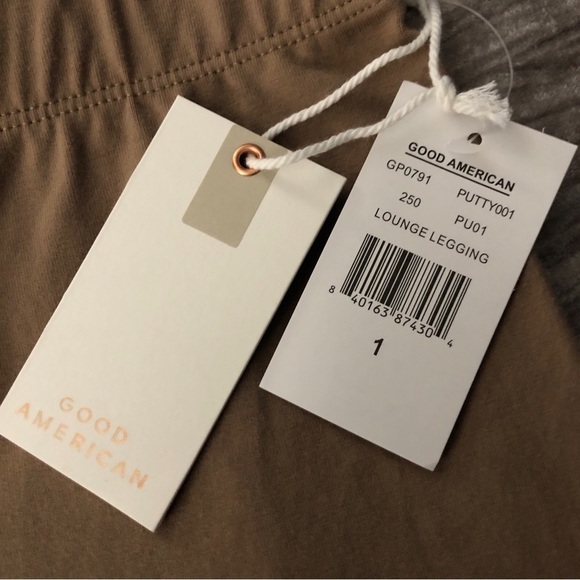 GOOD
AMERICAN
GOOD AMERICAN
GP0791 PUTTY001
250 PU01
LOUNGE LEGGING
8 40163 87430 4
1